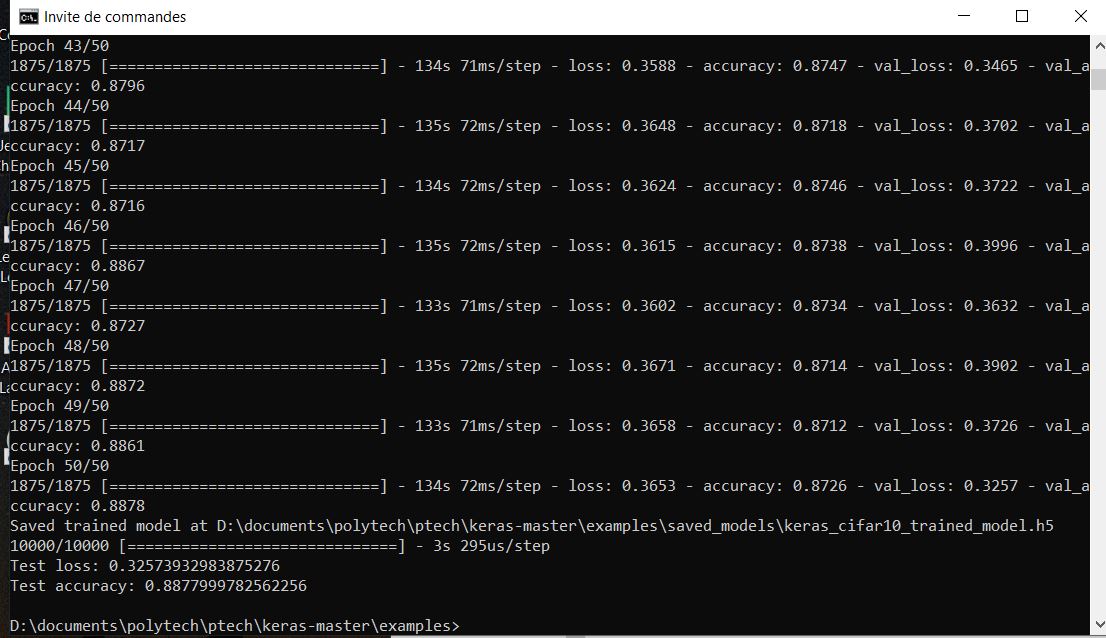 Invite de commandes
Epoch 43/50
1875/1875 [==============================] - 134s 71ms/step - loss: 0.3588 - accuracy: 0.8747 - val_loss: 0.3465 - val_a
ccuracy: 0.8796
Epoch 44/50
1875/1875 [==============================] - 135s 72ms/step - loss: 0.3648 - accuracy: 0.8718 - val_loss: 0.3702 - val_a
ccuracy: 0.8717
Epoch 45/50
1875/1875 [==============================] - 134s 72ms/step - loss: 0.3624 - accuracy: 0.8746 - val_loss: 0.3722 - val_a
ccuracy: 0.8716
Epoch 46/50
1875/1875 [==============================] - 135s 72ms/step - loss: 0.3615 - accuracy: 0.8738 - val_loss: 0.3996 - val_a
ccuracy: 0.8867
Epoch 47/50
1875/1875 [==============================] - 133s 71ms/step - loss: 0.3602 - accuracy: 0.8734 - val_loss: 0.3632 - val_a
ccuracy: 0.8727
Epoch 48/50
1875/1875 [==============================] - 135s 72ms/step - loss: 0.3671 - accuracy: 0.8714 - val_loss: 0.3902 - val_a
ccuracy: 0.8872
Epoch 49/50
1875/1875 [==============================] - 133s 71ms/step - loss: 0.3658 - accuracy: 0.8712 - val_loss: 0.3726 - val_a
ccuracy: 0.8861
Epoch 50/50
1875/1875 [==============================] - 134s 72ms/step - loss: 0.3653 - accuracy: 0.8726 - val_loss: 0.3257 - val_a
ccuracy: 0.8878
Saved trained model at D:\documents\polytech\ptech\keras-master\examples\saved_models\keras_cifar10_trained_model.h5
10000/10000 [==============================] - 3s 295us/step
Test loss: 0.32573932983875276
Test accuracy: 0.8877999782562256
D:\documents\polytech\ptech\keras-master\examples>